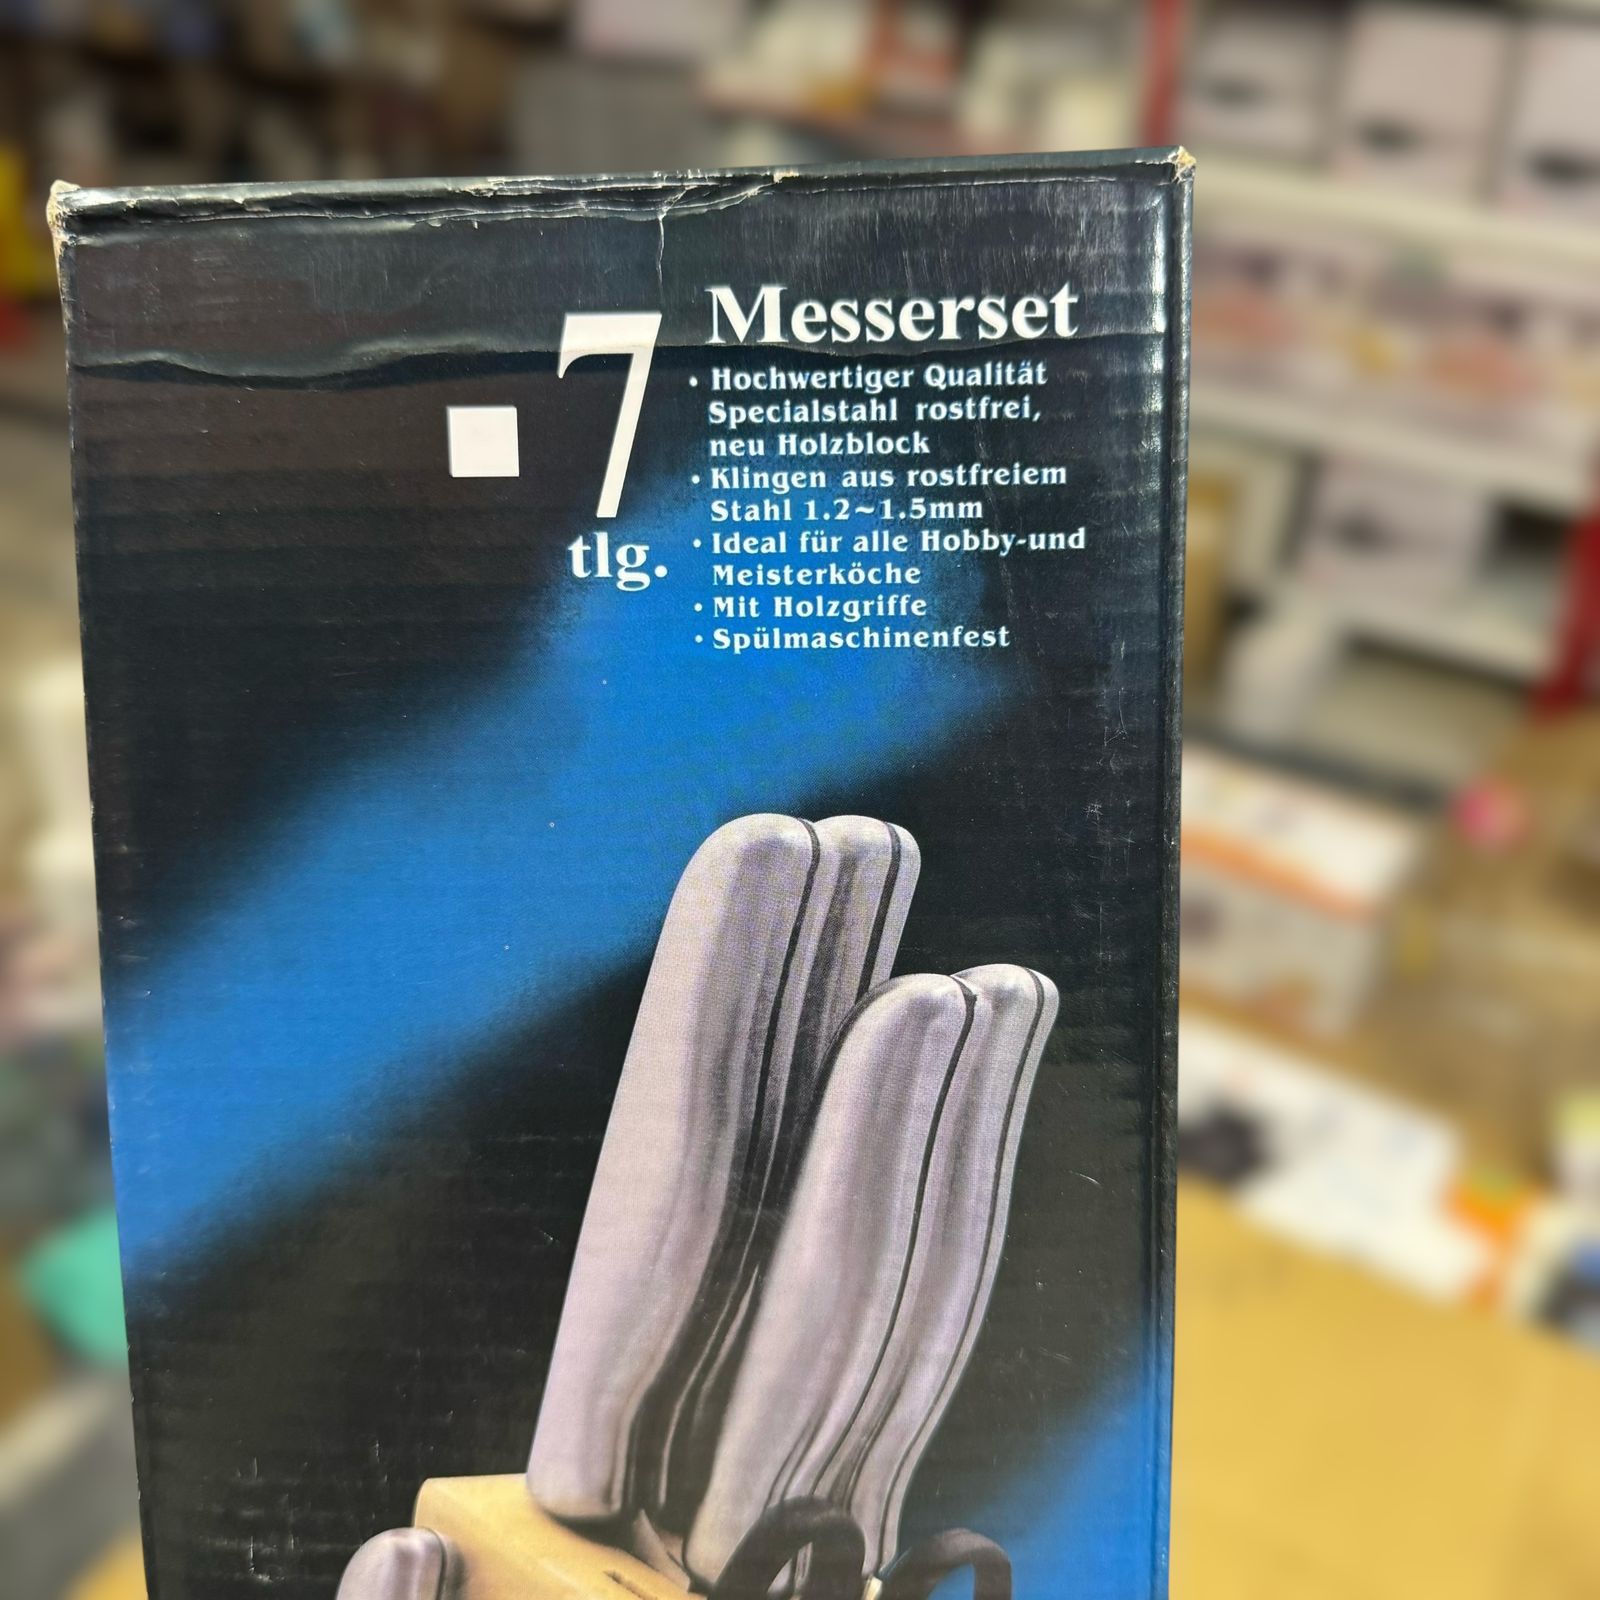 Messerset
7
tlg.
• Hochwertiger Qualität
Specialstahl rostfrei,
neu Holzblock
• Klingen aus rostfreiem
Stahl 1.2~1.5mm
• Ideal für alle Hobby-und
Meisterköche
• Mit Holzgriffe
• Spülmaschinenfest